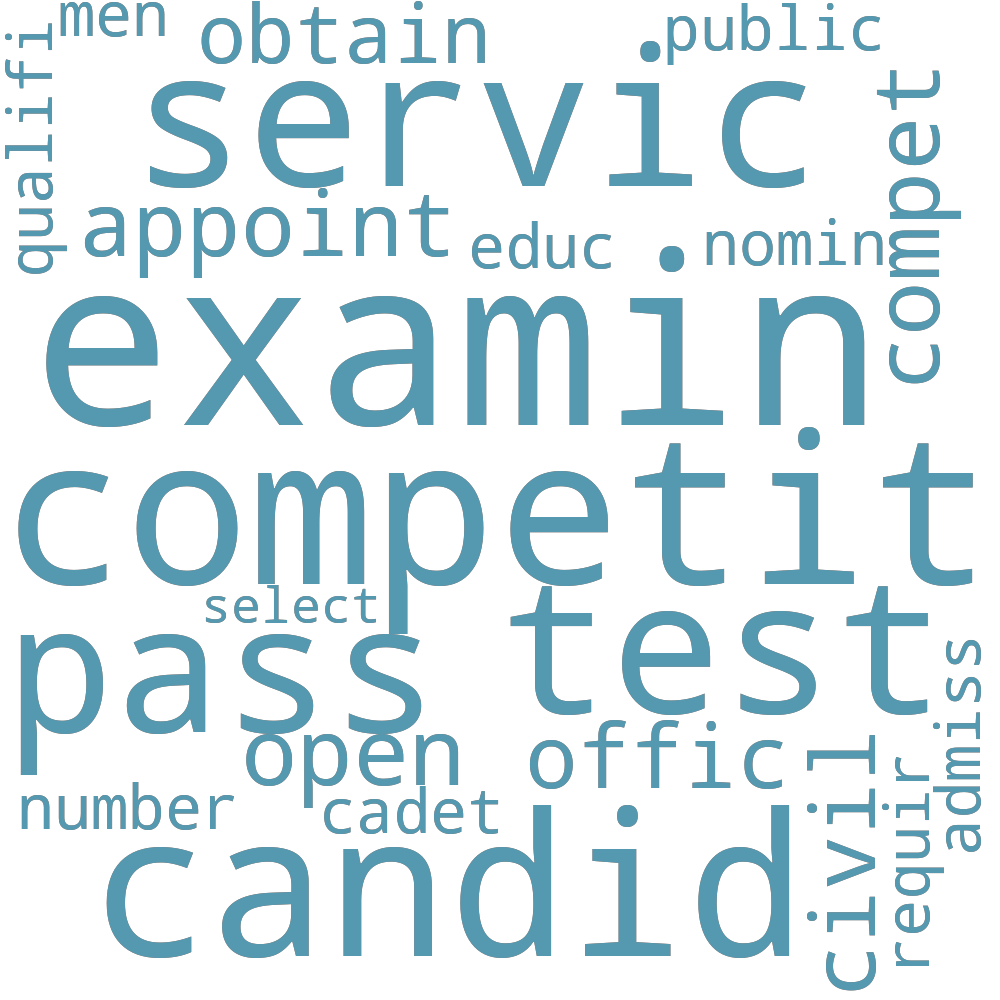 men
obtain
public
qualifi
servic
compet
appoint
educ
nomin
examin
competit
select
test
pass
open
offic
number
cadet
civil
requir
admiss
candid